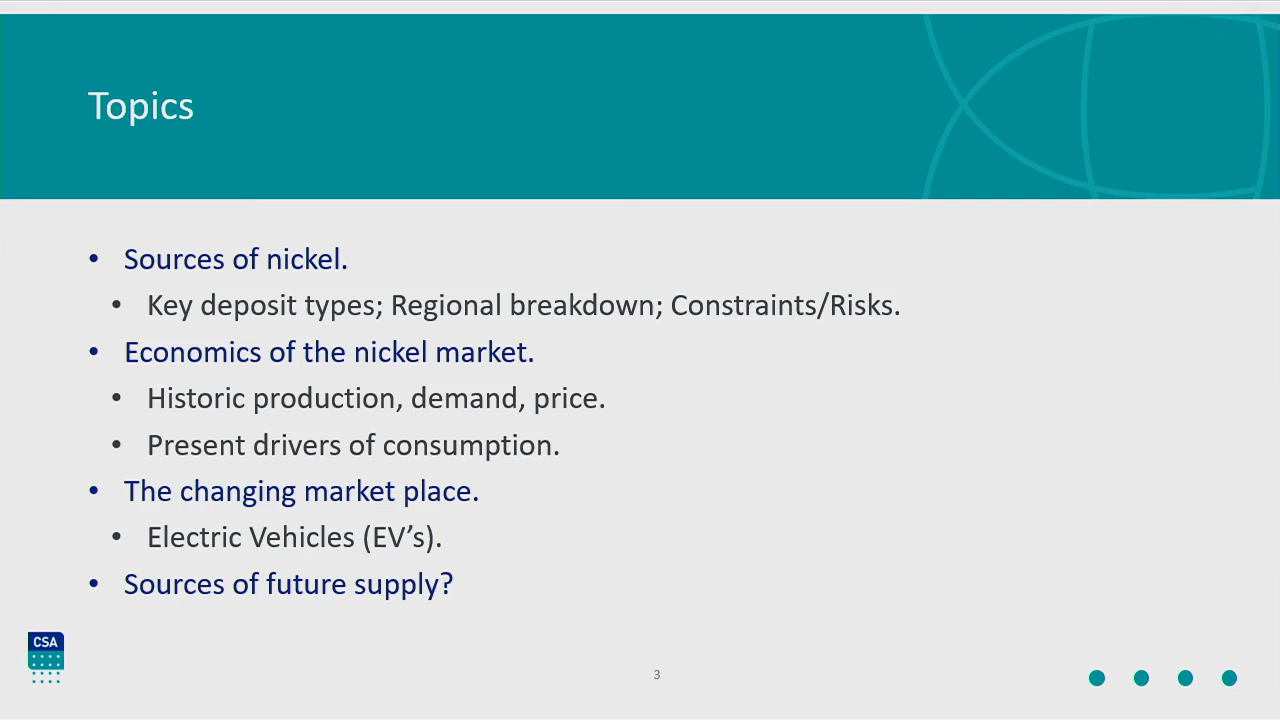 Topics
• Sources of nickel.
• Key deposit types; Regional breakdown; Constraints/Risks.
• Economics of the nickel market.
• Historic production, demand, price.
• Present drivers of consumption.
• The changing market place.
• Electric Vehicles (EV’s).
• Sources of future supply?
CSA
3